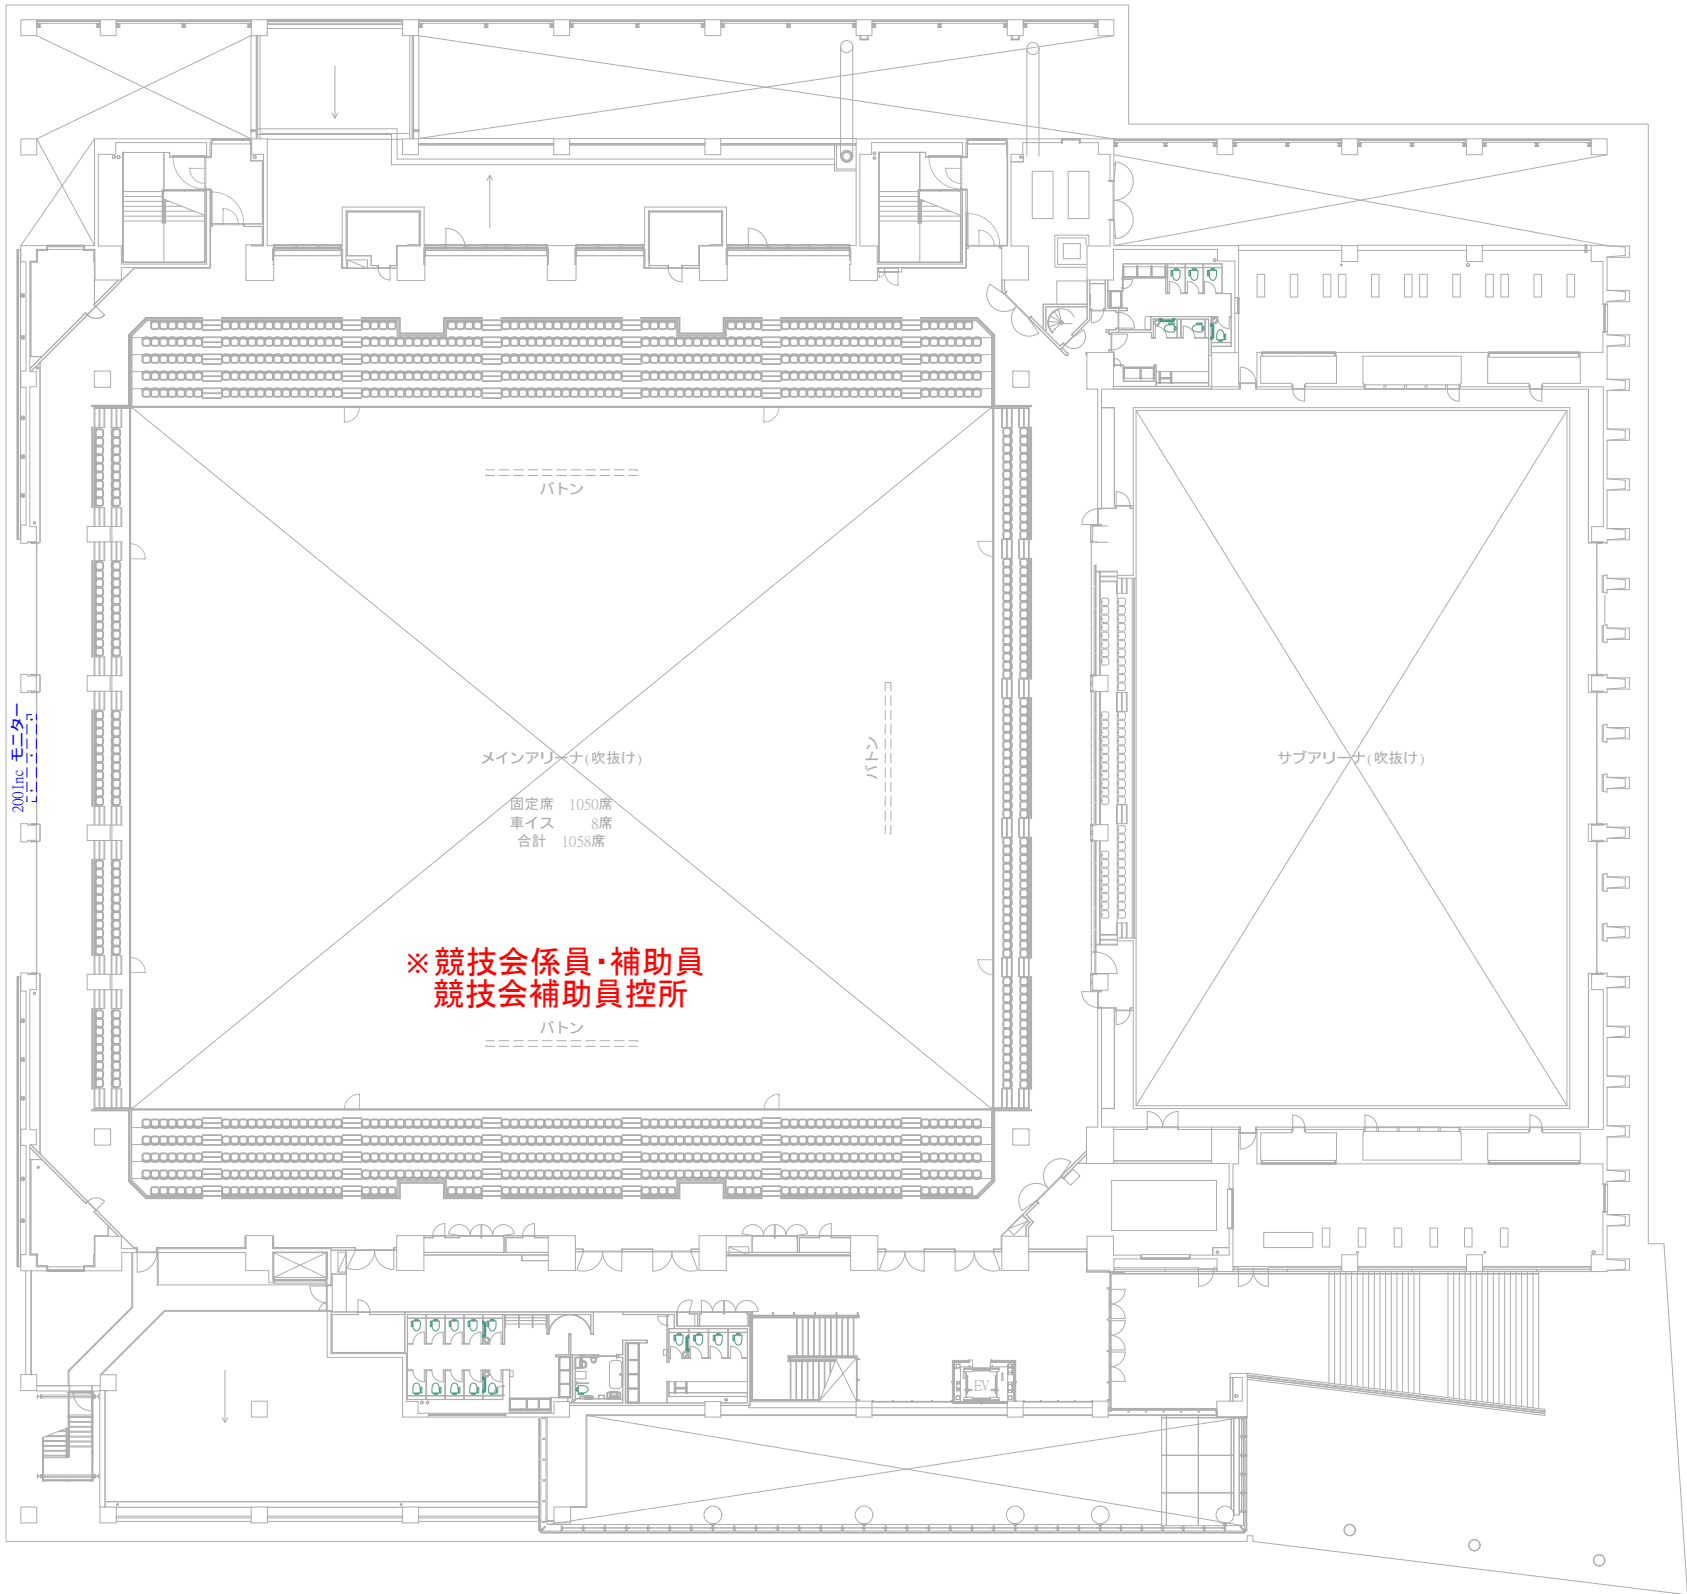 バトン
200Inc モニター
メインアリーナ(吹抜け)
バトン
サブアリーナ(吹抜け)
固定席 1050席
車イス 8席
合計 1058席
※競技会係員・補助員
競技会補助員控所
バトン
EV